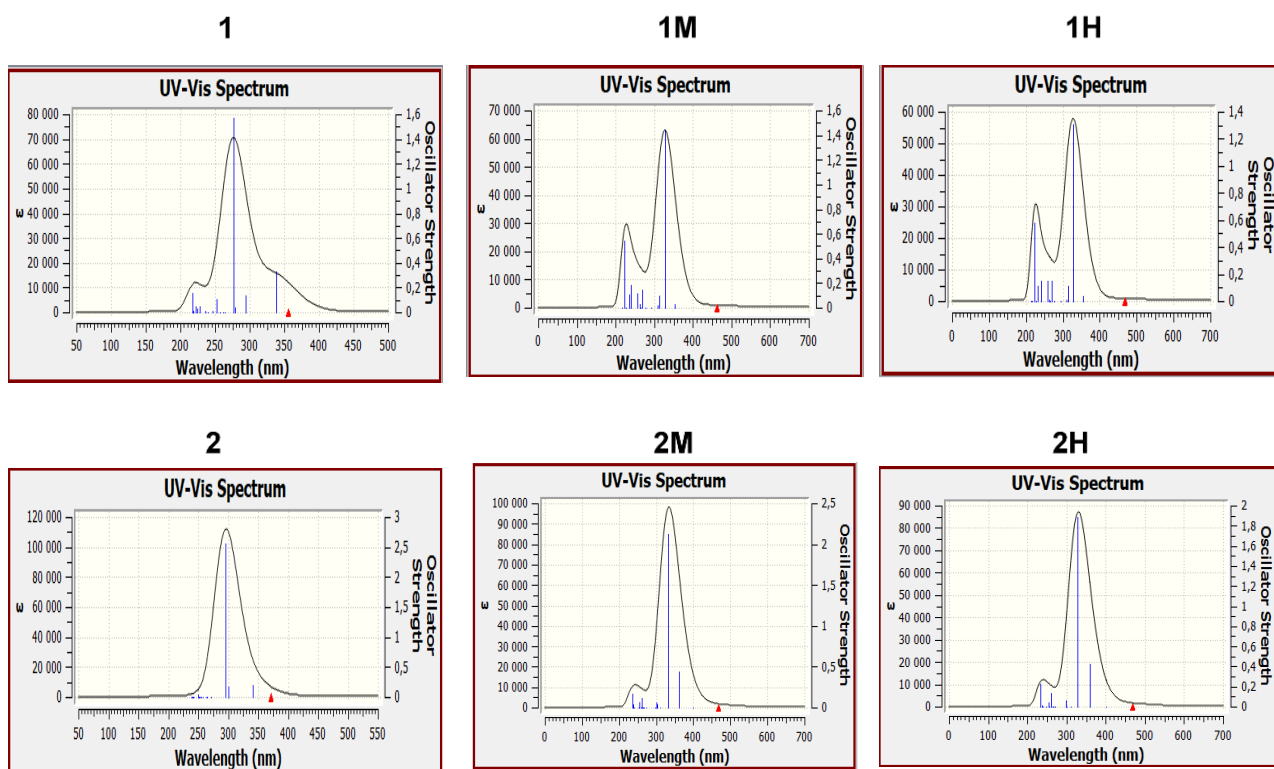 1
1M
1H
UV-Vis Spectrum
80 000
70 000
60 000
50 000
40 000
30 000
20 000
10 000
0
ε
1,6
1,4
1,2
1
0,8
0,6
0,4
0,2
0
Oscillator Strength
50 100 150 200 250 300 350 400 450 500
Wavelength (nm)
UV-Vis Spectrum
70 000
60 000
50 000
40 000
30 000
20 000
10 000
0
ε
1,6
1,4
1,2
1
0,8
0,6
0,4
0,2
0
Oscillator Strength
0 100 200 300 400 500 600 700
Wavelength (nm)
UV-Vis Spectrum
60 000
50 000
40 000
30 000
20 000
10 000
0
ε
1,4
1,2
1
0,8
0,6
0,4
0,2
0
Oscillator
Strength
0 100 200 300 400 500 600 700
Wavelength (nm)
2
2M
2H
UV-Vis Spectrum
120 000
100 000
80 000
60 000
40 000
20 000
0
ε
3
2,5
2
1,5
1
0,5
0
Oscillator
Strength
50 100 150 200 250 300 350 400 450 500 550
Wavelength (nm)
UV-Vis Spectrum
100 000
90 000
80 000
70 000
60 000
50 000
40 000
30 000
20 000
10 000
0
ε
2,5
2
1,5
1
0,5
0
Oscillator Strength
0 100 200 300 400 500 600 700
Wavelength (nm)
UV-Vis Spectrum
90 000
80 000
70 000
60 000
50 000
40 000
30 000
20 000
10 000
0
ε
2
1,8
1,6
1,4
1,2
1
0,8
0,6
0,4
0,2
0
Oscillator Strength
0 100 200 300 400 500 600 700
Wavelength (nm)